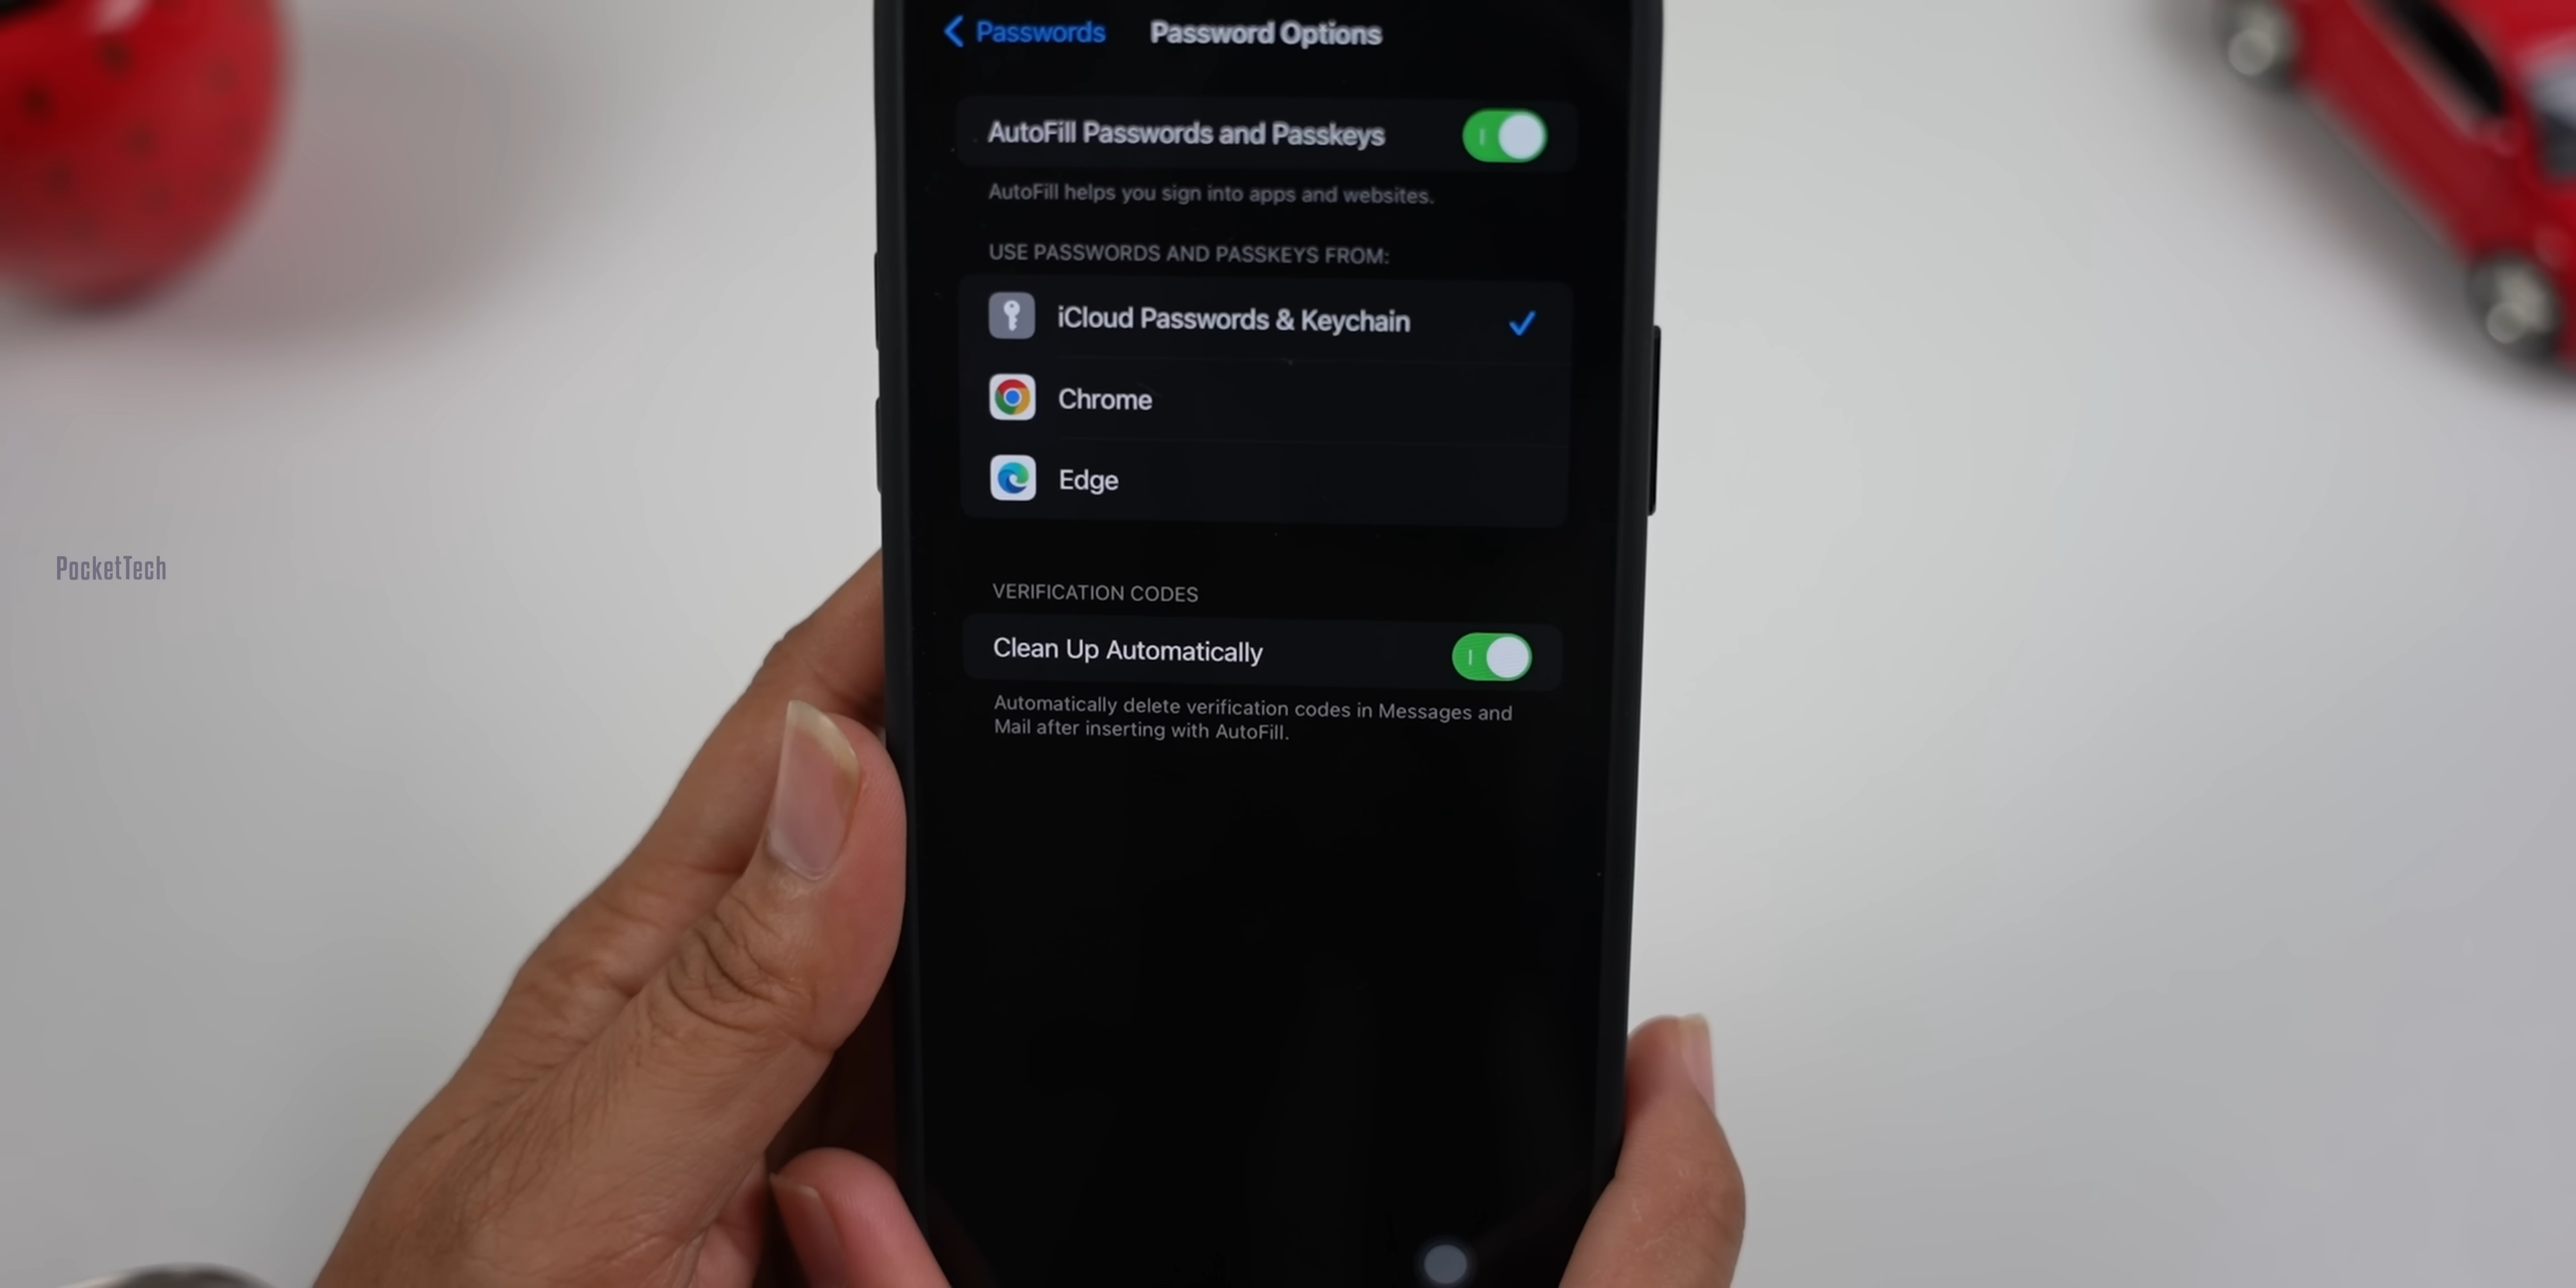 Passwords
Password Options
AutoFill Passwords and Passkeys
AutoFill helps you sign into apps and websites.
USE PASSWORDS AND PASSKEYS FROM:
iCloud Passwords & Keychain
Chrome
Edge
PocketTech
VERIFICATION CODES
Clean Up Automatically
Automatically delete verification codes in Messages and
Mail after inserting with AutoFill.